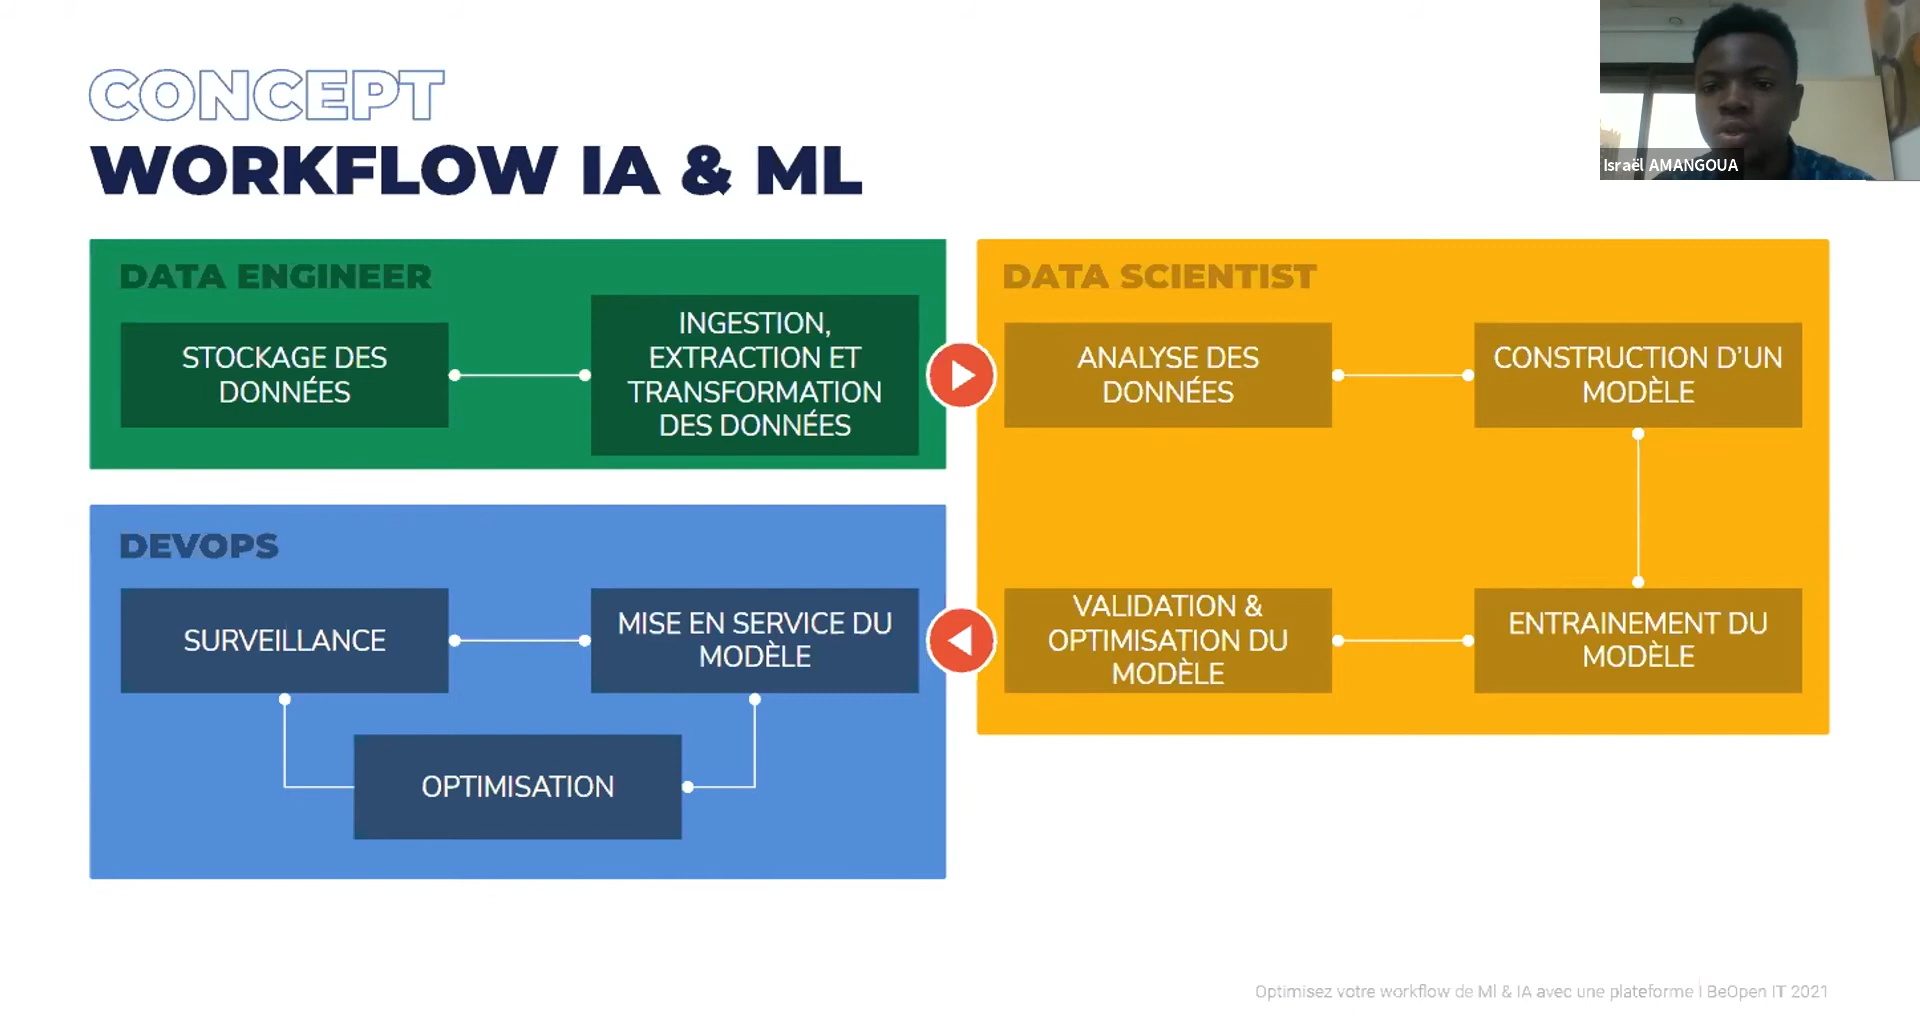 CONCEPT
WORKFLOW IA & ML
Israël AMANGOUA
DATA ENGINEER
STOCKAGE DES
DONNÉES
INGESTION,
EXTRACTION ET
TRANSFORMATION
DES DONNÉES
DATA SCIENTIST
ANALYSE DES
DONNÉES
CONSTRUCTION D’UN
MODÈLE
ENTRAINEMENT DU
MODÈLE
VALIDATION &
OPTIMISATION DU
MODÈLE
DEVOPS
MISE EN SERVICE DU
MODÈLE
SURVEILLANCE
OPTIMISATION
Optimisez votre workflow de Ml & IA avec une plateforme I BeOpen IT 2021